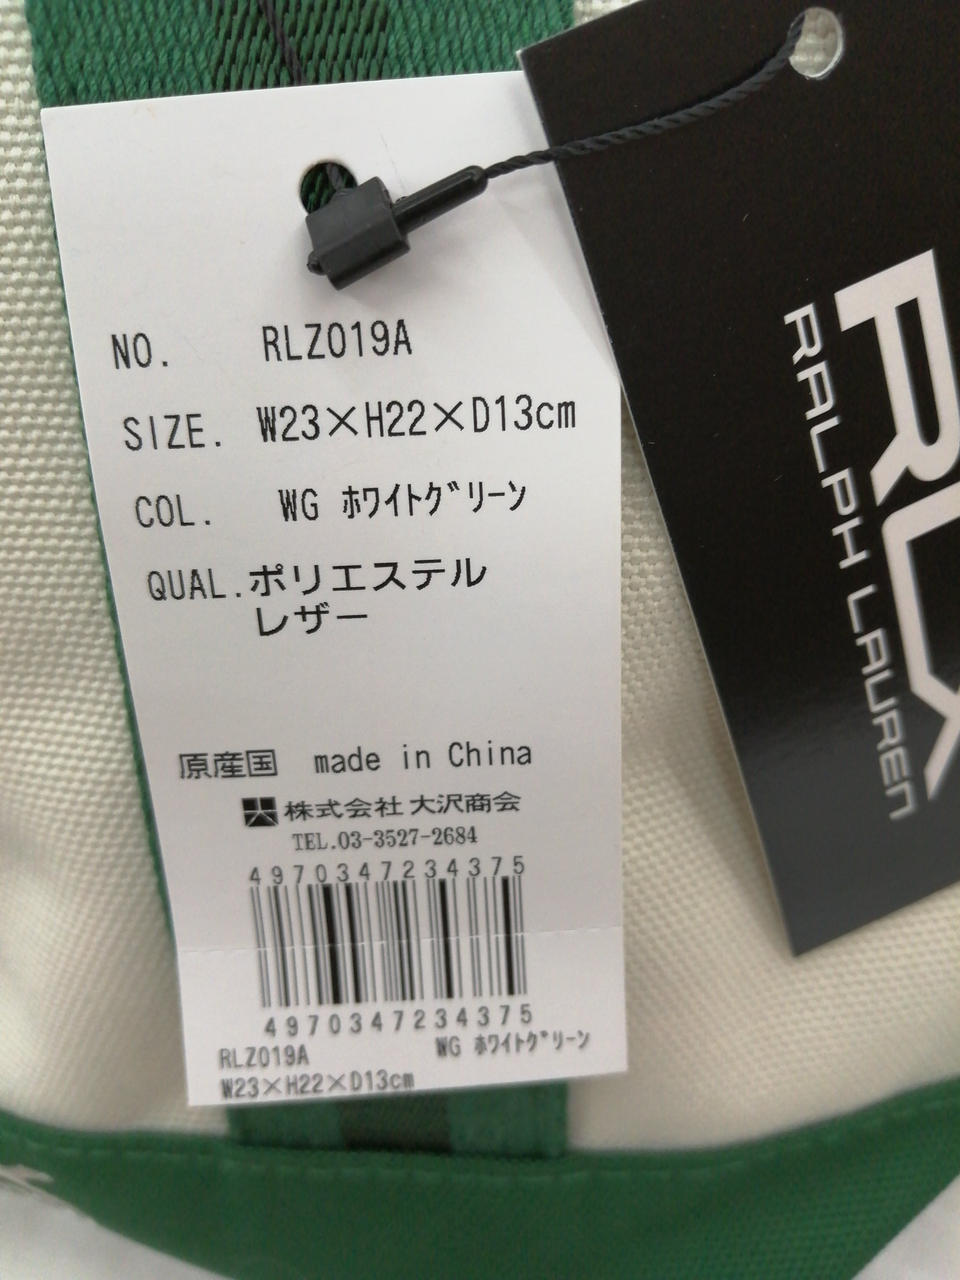 NO. RLZ019A
SIZE. W23×H22×D13cm
COL. WG ﾎﾜｲﾄｸﾞﾘｰﾝ
QUAL. ポリエステル
レザー
原産国 made in China
株式会社 大沢商会
TEL.03-3527-2684
4970347234375
4970347234375
RLZ019A WG ﾎﾜｲﾄｸﾞﾘｰﾝ
W23×H22×D13cm
RLX
RALPH LAUREN